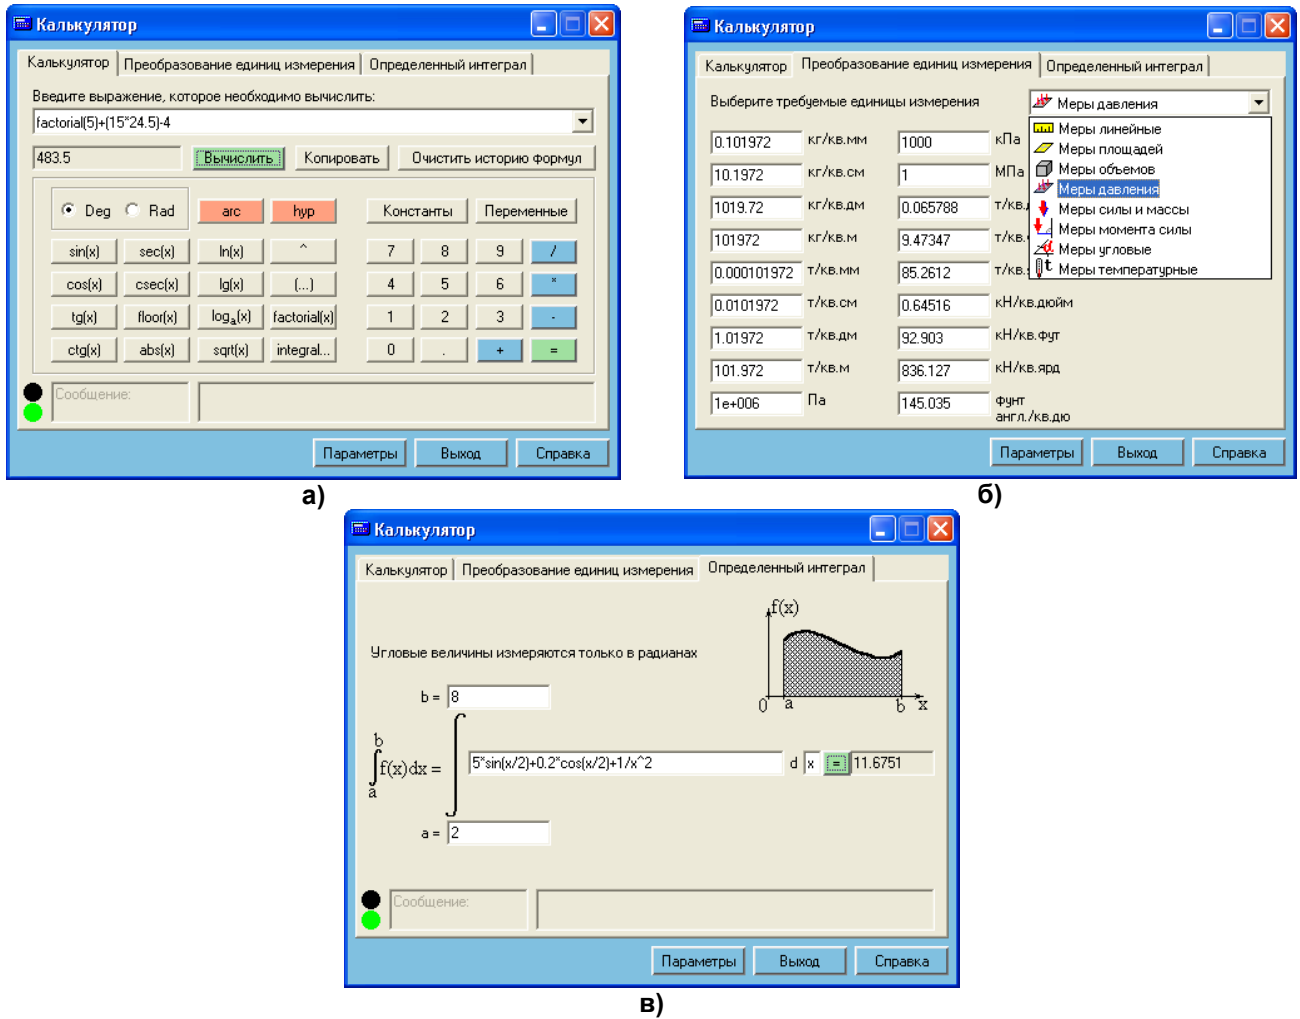 Калькулятор
Калькулятор Преобразование единиц измерения Определенный интеграл
Введите выражение, которое необходимо вычислить:
factorial(5)+(15*24.5)-4
483.5 Вычислить Копировать Очистить историю формул
Deg Rad arc hyp Константы Переменные
sin(x) sec(x) ln(x) ^ 7 8 9 /
cos(x) csec(x) lg(x) (...) 4 5 6 *
tg(x) floor(x) logₐ(x) factorial(x) 1 2 3 -
ctg(x) abs(x) sqrt(x) integral... 0 . + =
Сообщение:
Параметры Выход Справка
а)
Калькулятор
Калькулятор Преобразование единиц измерения Определенный интеграл
Выберите требуемые единицы измерения Меры давления
Меры линейные
Меры площадей
Меры объемов
Меры давления
Меры силы и массы
Меры момента силы
Меры угловые
Меры температурные
0.101972 кг/кв.мм 1000 кПа
10.1972 кг/кв.см 1 МПа
1019.72 кг/кв.дм 0.065788 т/кв.
101972 кг/кв.м 9.47347 т/кв.
0.000101972 т/кв.мм 85.2612 т/кв.
0.0101972 т/кв.см 0.64516 кН/кв.дюйм
1.01972 т/кв.дм 92.903 кН/кв.фут
101.972 т/кв.м 836.127 кН/кв.ярд
1e+006 Па 145.035 фунт
англ./кв.дю
Параметры Выход Справка
б)
Калькулятор
Калькулятор Преобразование единиц измерения Определенный интеграл
f(x)
Угловые величины измеряются только в радианах
b = 8
0 a b x
b
∫f(x)dx = ∫ 5*sin(x/2)+0.2*cos(x/2)+1/x^2 d x = 11.6751
a
a = 2
Сообщение:
Параметры Выход Справка
в)